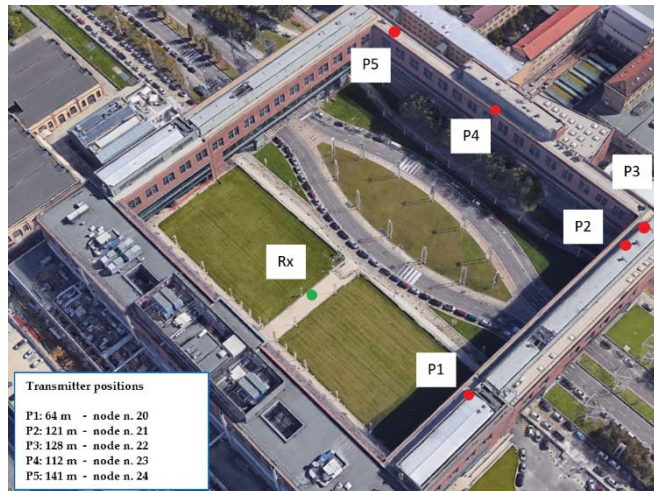 P5
P4
P3
P2
Rx
P1
Transmitter positions
P1: 64 m - node n. 20
P2: 121 m - node n. 21
P3: 128 m - node n. 22
P4: 112 m - node n. 23
P5: 141 m - node n. 24